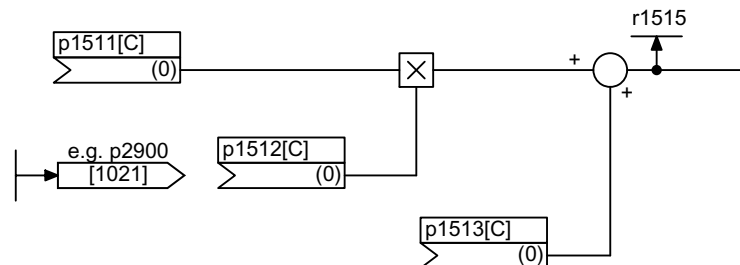 r1515
p1511[C]
(0)
+
+
e.g. p2900
[1021]
p1512[C]
(0)
p1513[C]
(0)